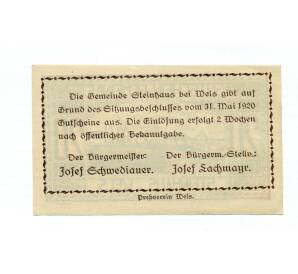 Die Gemeinde Steinhaus bei Wels gibt auf
Grund des Sitzungsbeschlusses vom 31. Mai 1920
Gutscheine aus. Die Einlösung erfolgt 2 Wochen
nach öffentlicher Bekanntgabe.
Der Bürgermeister: Der Bürgerm.-Stellv.:
Josef Schwediauer. Josef Lachmayr.
Preßverein Wels.